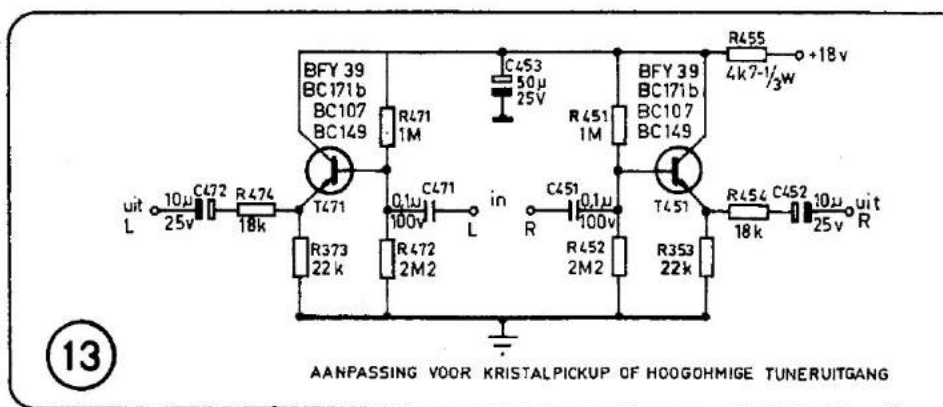 R455
4k7-1/3W
+18v
BFY 39
BC171b
BC107
BC149
C453
50µ
25V
BFY 39
BC171b
BC107
BC149
R471
1M
R451
1M
uit
L
10µ
25V
C472
R474
18k
T471
0,1µ
100v
C471
L
in
R
C451
0,1µ
100v
T451
R454
18k
C452
10µ
25V
uit
R
R373
22k
R472
2M2
R452
2M2
R353
22k
13
AANPASSING VOOR KRISTALPICKUP OF HOOGOHMIGE TUNERUITGANG